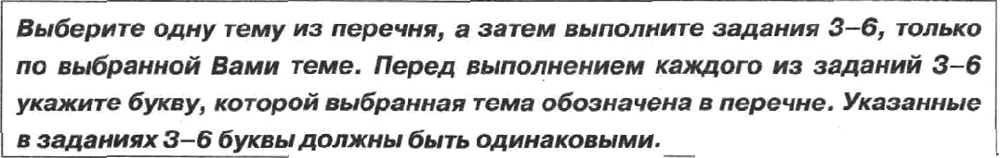 Выберите одну тему из перечня, а затем выполните задания 3–6, только
по выбранной Вами теме. Перед выполнением каждого из заданий 3–6
укажите букву, которой выбранная тема обозначена в перечне. Указанные
в заданиях 3–6 буквы должны быть одинаковыми.